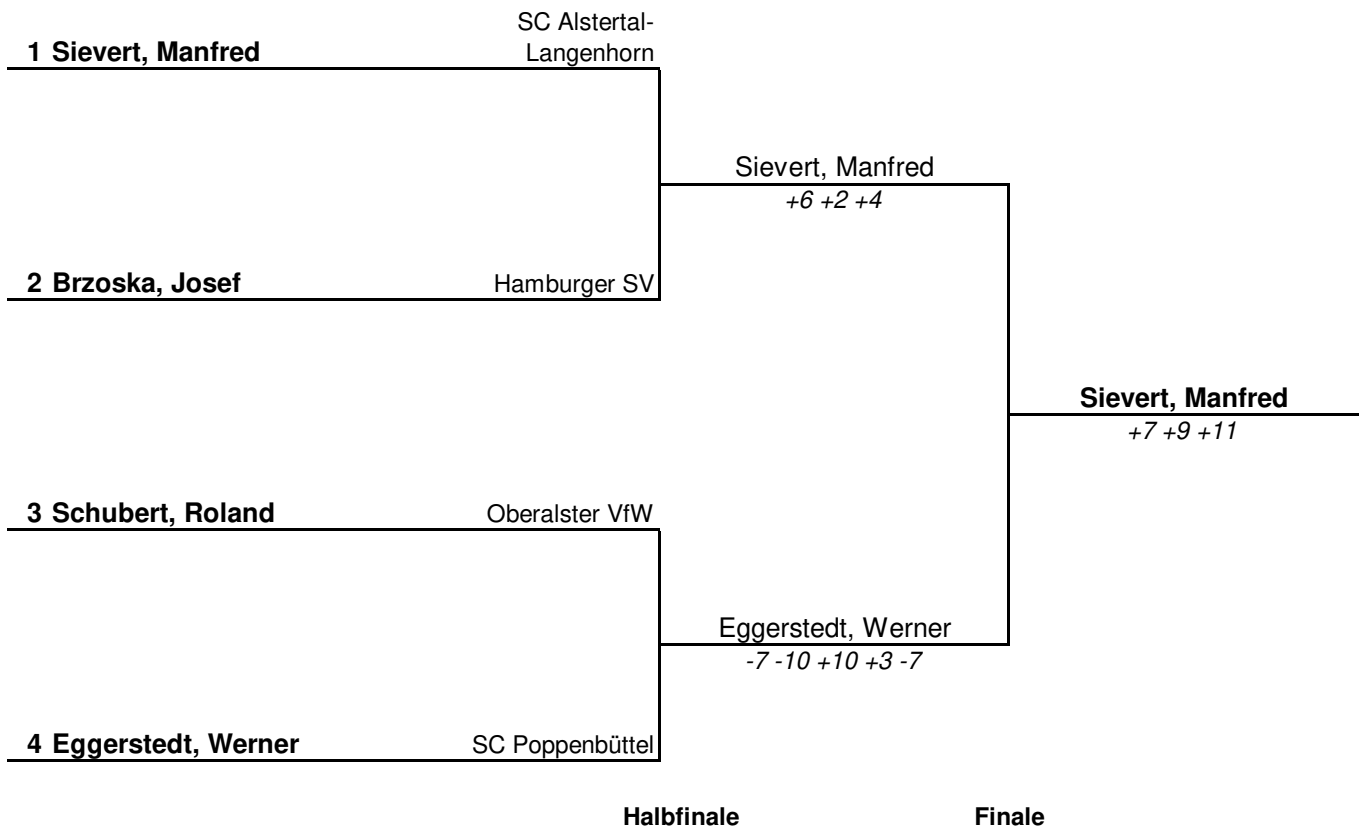 SC Alstertal-
1 Sievert, Manfred Langenhorn
Sievert, Manfred
+6 +2 +4
2 Brzoska, Josef Hamburger SV
Sievert, Manfred
+7 +9 +11
3 Schubert, Roland Oberalster VfW
Eggerstedt, Werner
-7 -10 +10 +3 -7
4 Eggerstedt, Werner SC Poppenbüttel
Halbfinale Finale